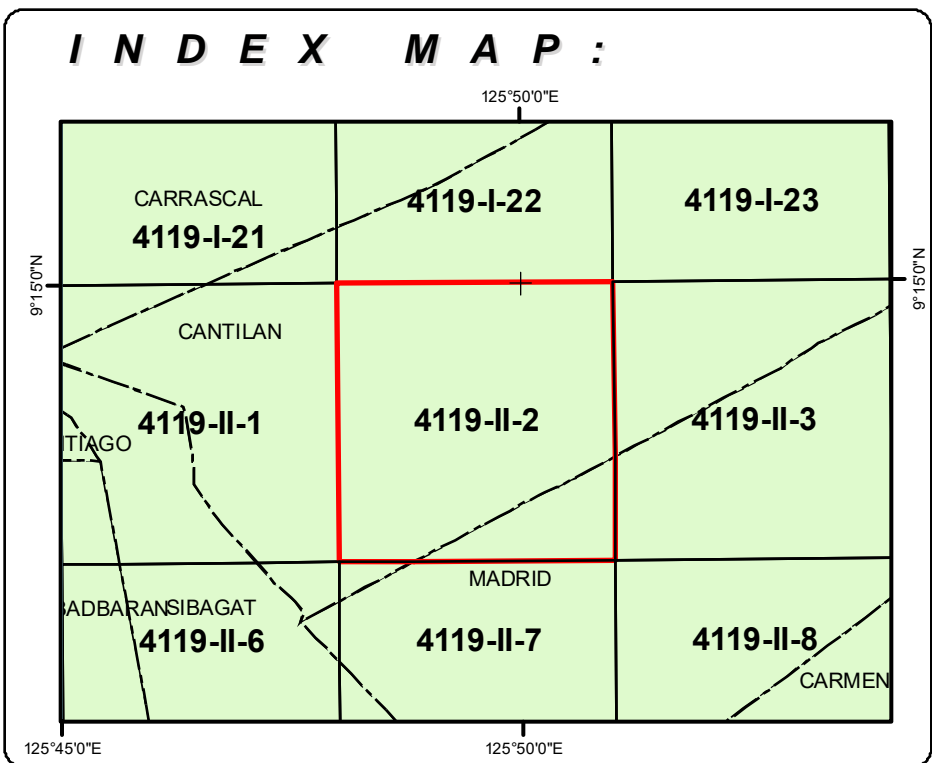 INDEX MAP:
125°50'0"E
CARRASCAL
4119-I-21
4119-I-22
4119-I-23
9°15'0"N
9°15'0"N
CANTILAN
4119-II-1
4119-II-2
4119-II-3
TIAGO
MADRID
BADBARAN
SIBAGAT
4119-II-6
4119-II-7
4119-II-8
CARMEN
125°45'0"E
125°50'0"E